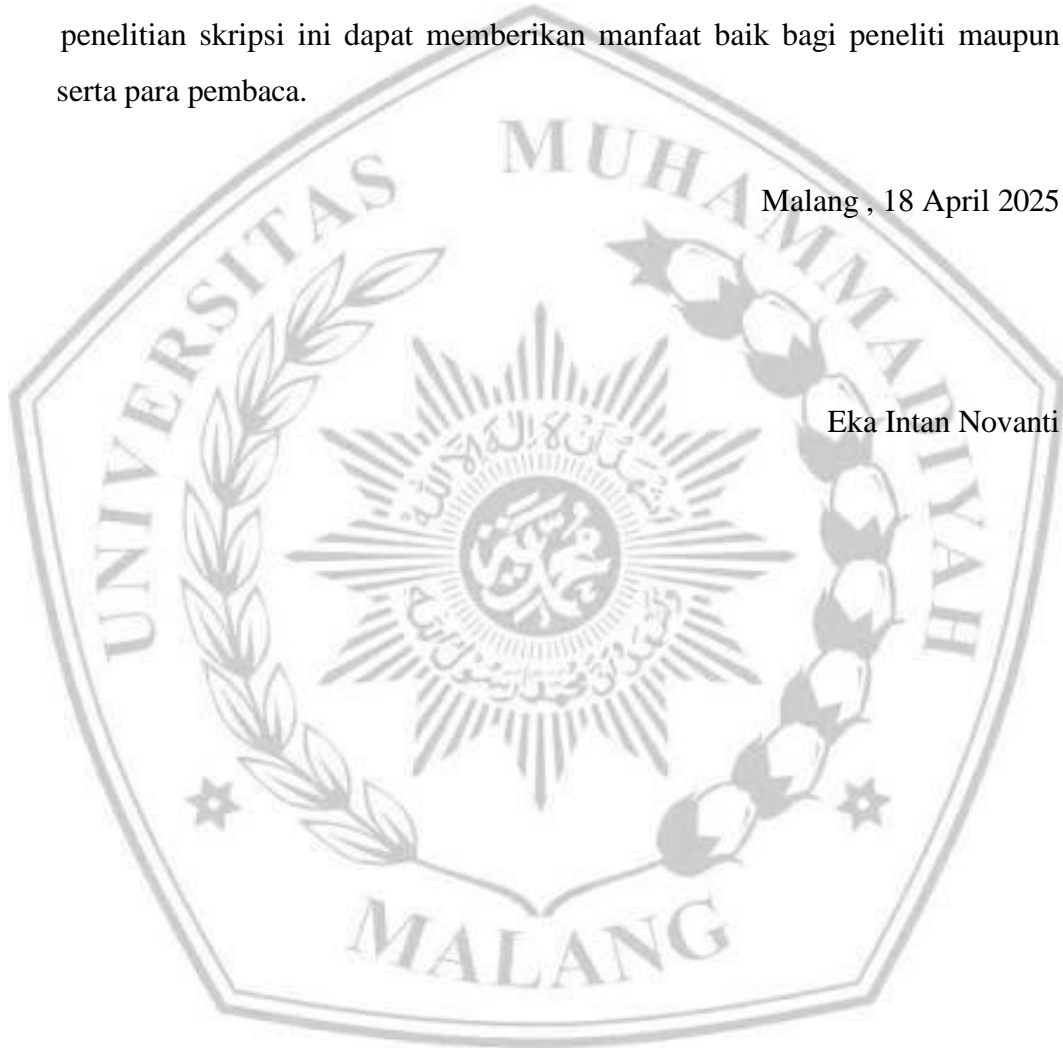 penelitian skripsi ini dapat memberikan manfaat baik bagi peneliti maupun
serta para pembaca.
Malang , 18 April 2025
Eka Intan Novanti
UNIVERSITAS MUHAMMADIYAH
MALANG